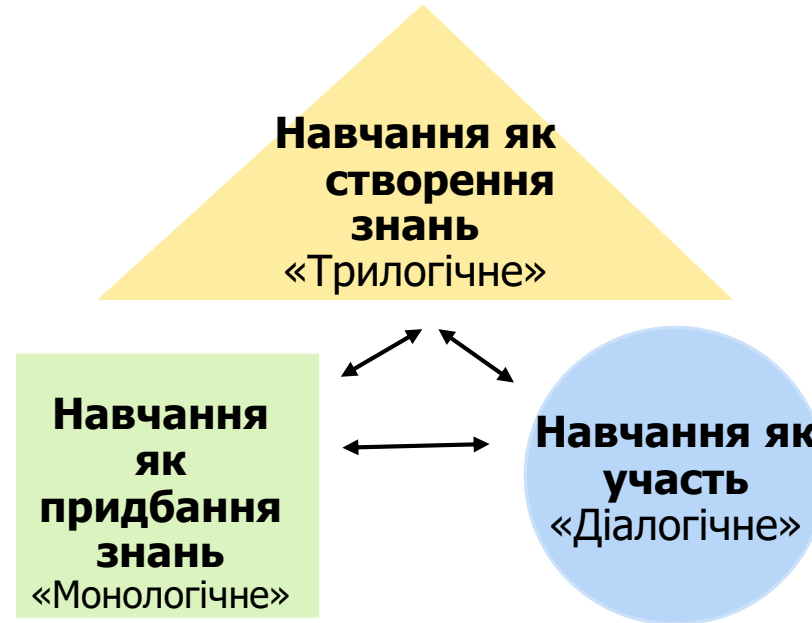 Навчання як
створення
знань
«Трилогічне»
Навчання
як
придбання
знань
«Монологічне»
Навчання як
участь
«Діалогічне»